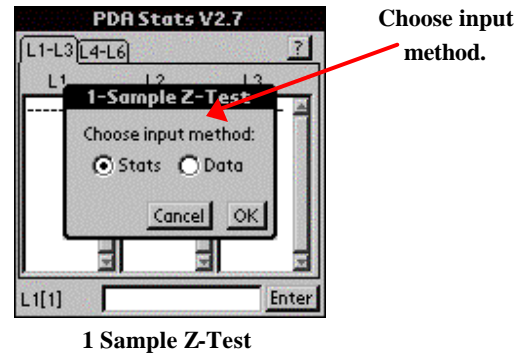 PDA Stats V2.7
Choose input
method.
L1-L3 L4-L6 ?
L1 L2 L3
1-Sample Z-Test
Choose input method:
Stats Data
Cancel OK
L1[1] Enter
1 Sample Z-Test